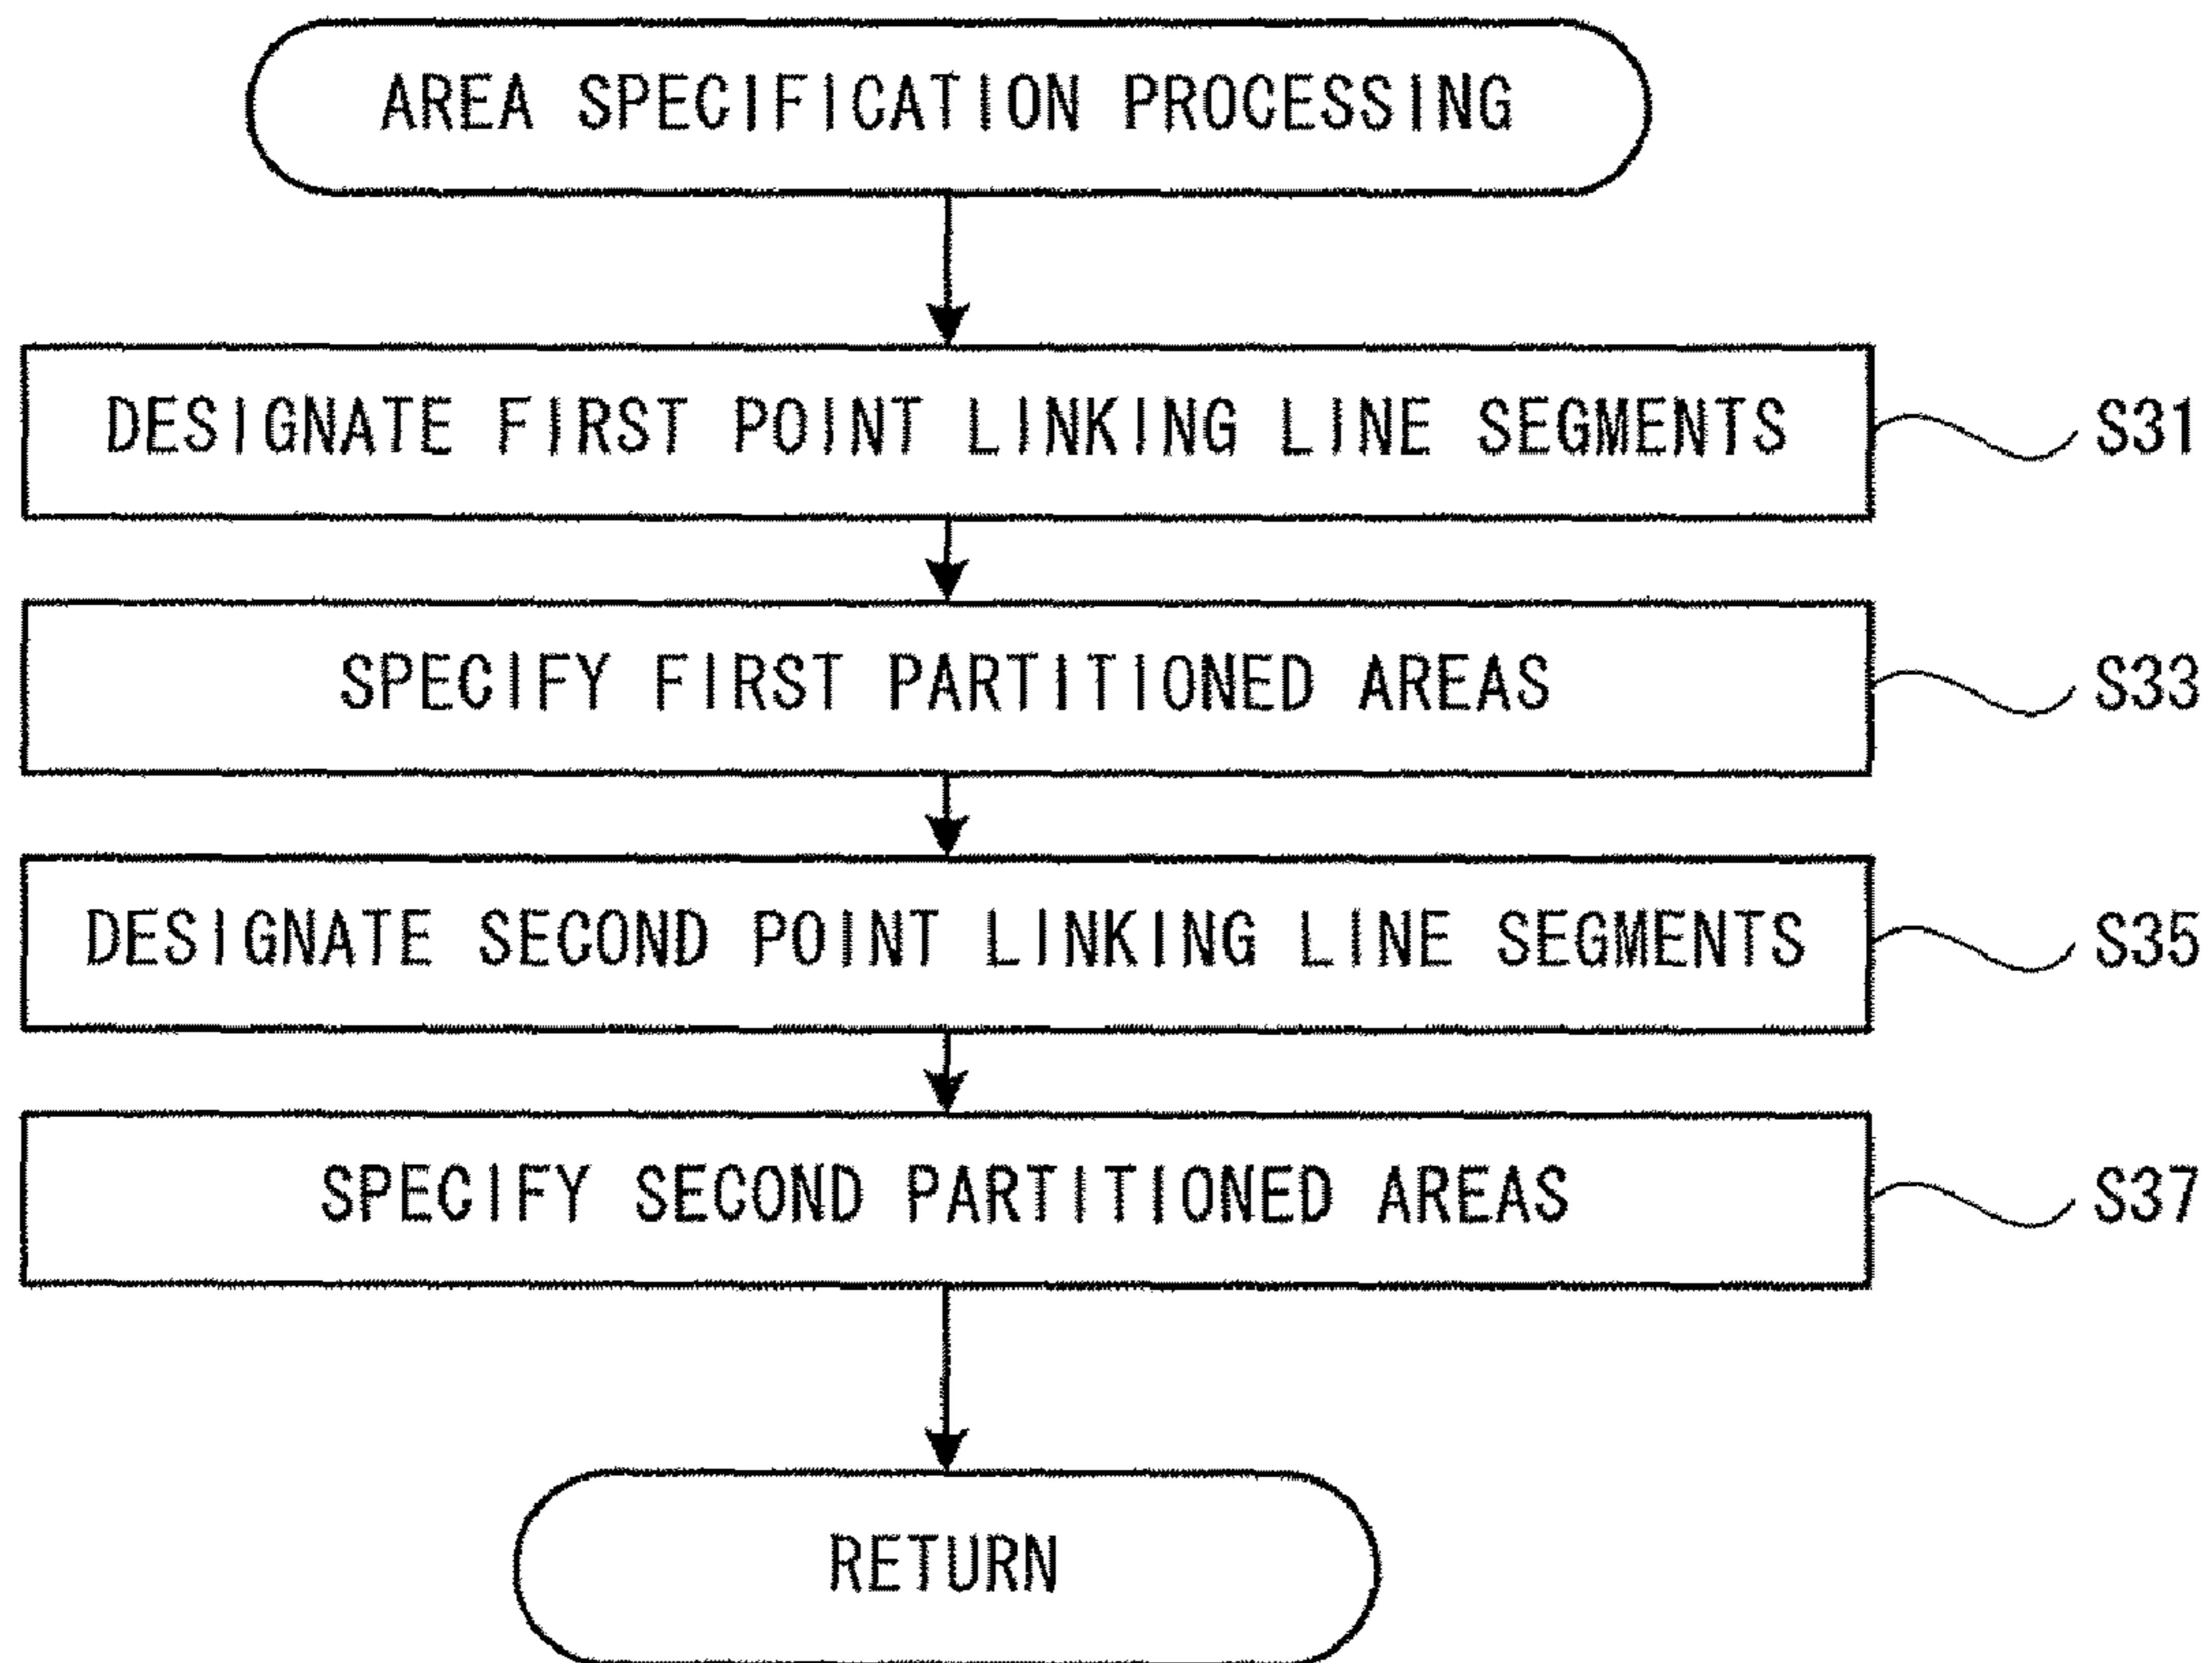 AREA SPECIFICATION PROCESSING
DESIGNATE FIRST POINT LINKING LINE SEGMENTS S31
SPECIFY FIRST PARTITIONED AREAS S33
DESIGNATE SECOND POINT LINKING LINE SEGMENTS S35
SPECIFY SECOND PARTITIONED AREAS S37
RETURN